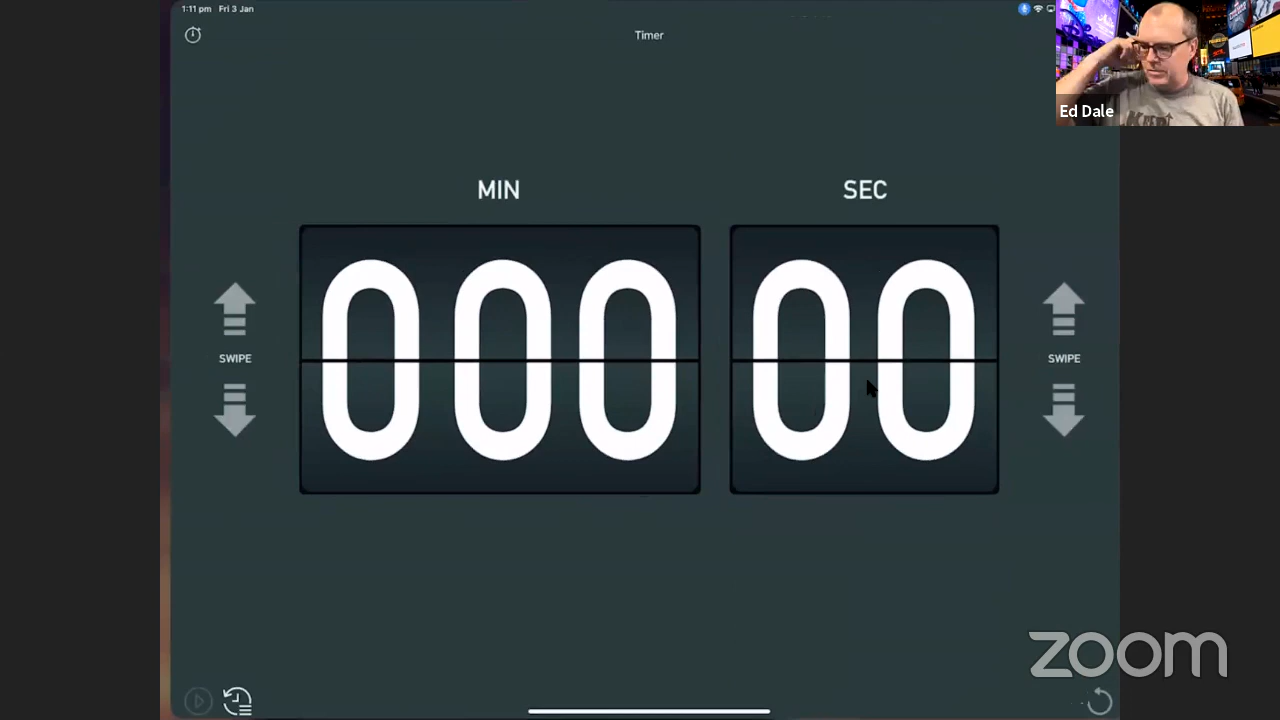 1:11 pm Fri 3 Jan
Timer
Ed Dale
MIN
SEC
000
00
SWIPE
SWIPE
zoom